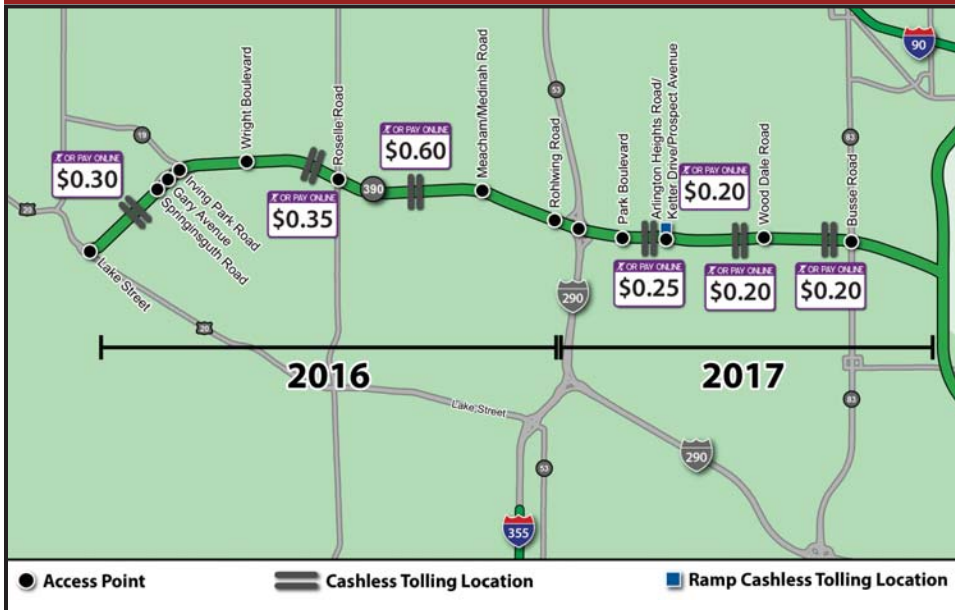 90
53
83
19
Wright Boulevard
Roselle Road
Meacham/Medinah Road
Rohlwing Road
Park Boulevard
Arlington Heights Road/
Ketter Drive/Prospect Avenue
Wood Dale Road
Busse Road
OR PAY ONLINE
$0.30
OR PAY ONLINE
$0.60
OR PAY ONLINE
$0.20
OR PAY ONLINE
$0.35
390
Irving Park Road
Gary Avenue
Springinsguth Road
Lake Street
20
OR PAY ONLINE
$0.25
OR PAY ONLINE
$0.20
OR PAY ONLINE
$0.20
290
20
2016
2017
Lake Street
83
290
53
355
Access Point
Cashless Tolling Location
Ramp Cashless Tolling Location